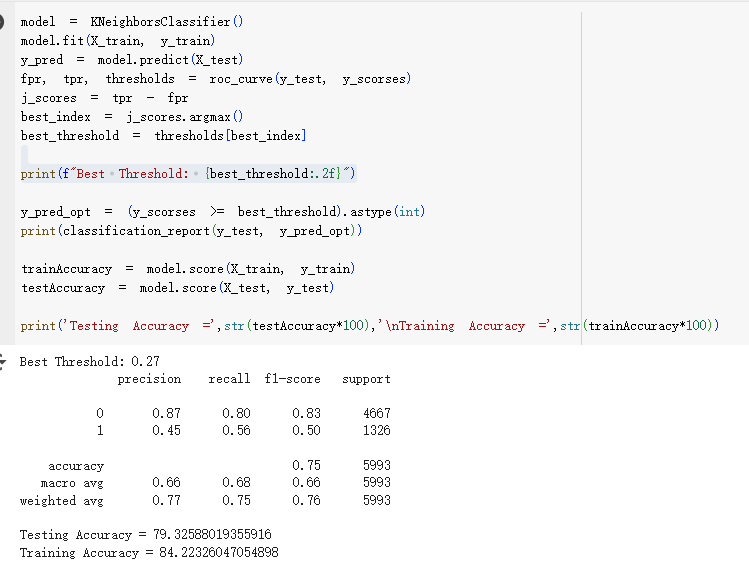 model = KNeighborsClassifier()
model.fit(X_train, y_train)
y_pred = model.predict(X_test)
fpr, tpr, thresholds = roc_curve(y_test, y_scorses)
j_scores = tpr - fpr
best_index = j_scores.argmax()
best_threshold = thresholds[best_index]
print(f"Best Threshold: {best_threshold:.2f}")
y_pred_opt = (y_scorses >= best_threshold).astype(int)
print(classification_report(y_test, y_pred_opt))
trainAccuracy = model.score(X_train, y_train)
testAccuracy = model.score(X_test, y_test)
print('Testing Accuracy =',str(testAccuracy*100),'\nTraining Accuracy =',str(trainAccuracy*100))
Best Threshold: 0.27
precision recall f1-score support
0 0.87 0.80 0.83 4667
1 0.45 0.56 0.50 1326
accuracy 0.75 5993
macro avg 0.66 0.68 0.66 5993
weighted avg 0.77 0.75 0.76 5993
Testing Accuracy = 79.32588019355916
Training Accuracy = 84.22326047054898